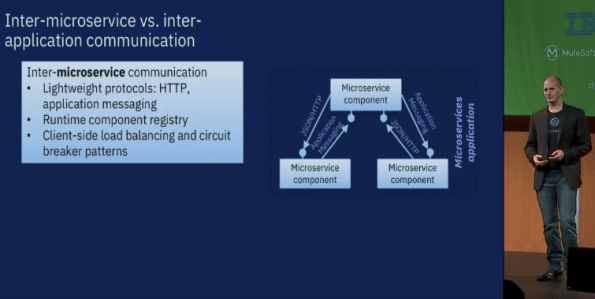 Inter-microservice vs. inter-
application communication
Inter-microservice communication
• Lightweight protocols: HTTP,
application messaging
• Runtime component registry
• Client-side load balancing and circuit
breaker patterns
Microservice
component
JSON/HTTP
Application
Messaging
JSON/HTTP
Application
Messaging
Microservice
component
Microservice
component
Microservices
application
IBM
MuleSoft